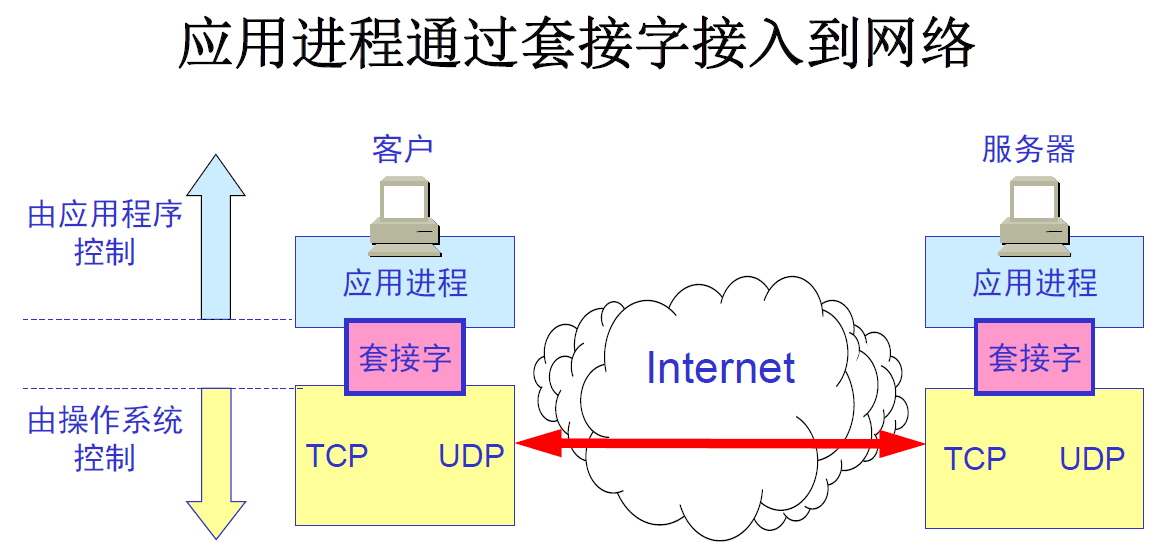 应用进程通过套接字接入到网络
客户
服务器
由应用程序
控制
应用进程
应用进程
套接字
Internet
套接字
由操作系统
控制
TCP UDP
TCP UDP